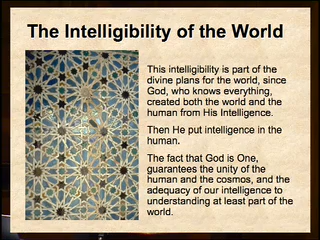 The Intelligibility of the World
This intelligibility is part of the
divine plans for the world, since
God, who knows everything,
created both the world and the
human from His Intelligence.
Then He put intelligence in the
human.
The fact that God is One,
guarantees the unity of the
human and the cosmos, and the
adequacy of our intelligence to
understanding at least part of the
world.